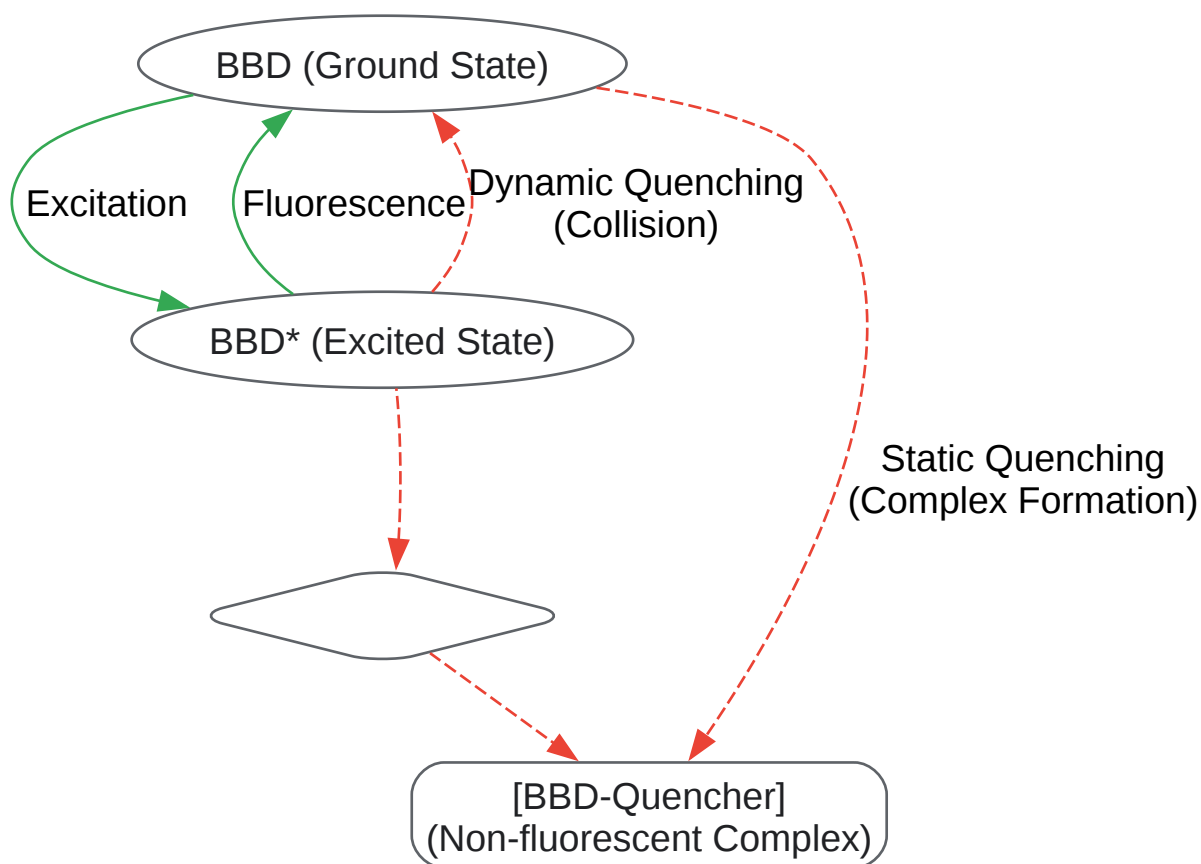 BBD (Ground State)
Excitation
Fluorescence
Dynamic Quenching
(Collision)
BBD* (Excited State)
Static Quenching
(Complex Formation)
[BBD-Quencher]
(Non-fluorescent Complex)